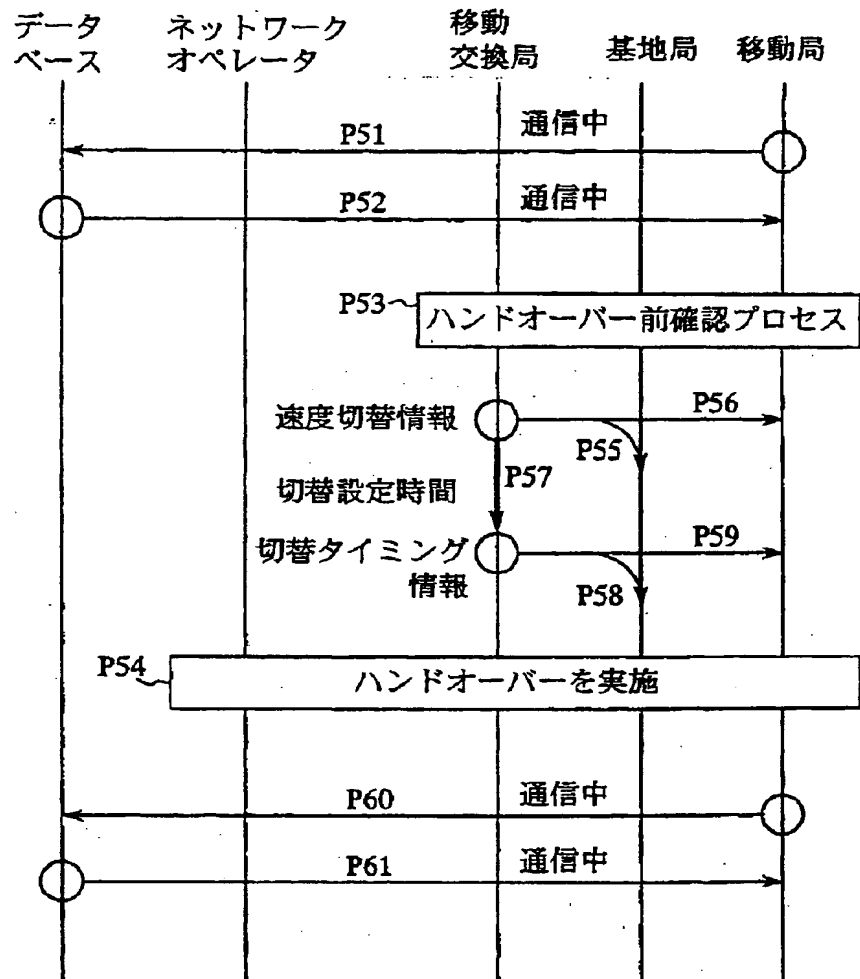 データ
ベース
ネットワーク
オペレータ
移動
交換局
基地局
移動局
P51
通信中
P52
通信中
P53
ハンドオーバー前確認プロセス
速度切替情報
P56
P55
P57
切替設定時間
切替タイミング
情報
P59
P58
P54
ハンドオーバーを実施
P60
通信中
P61
通信中